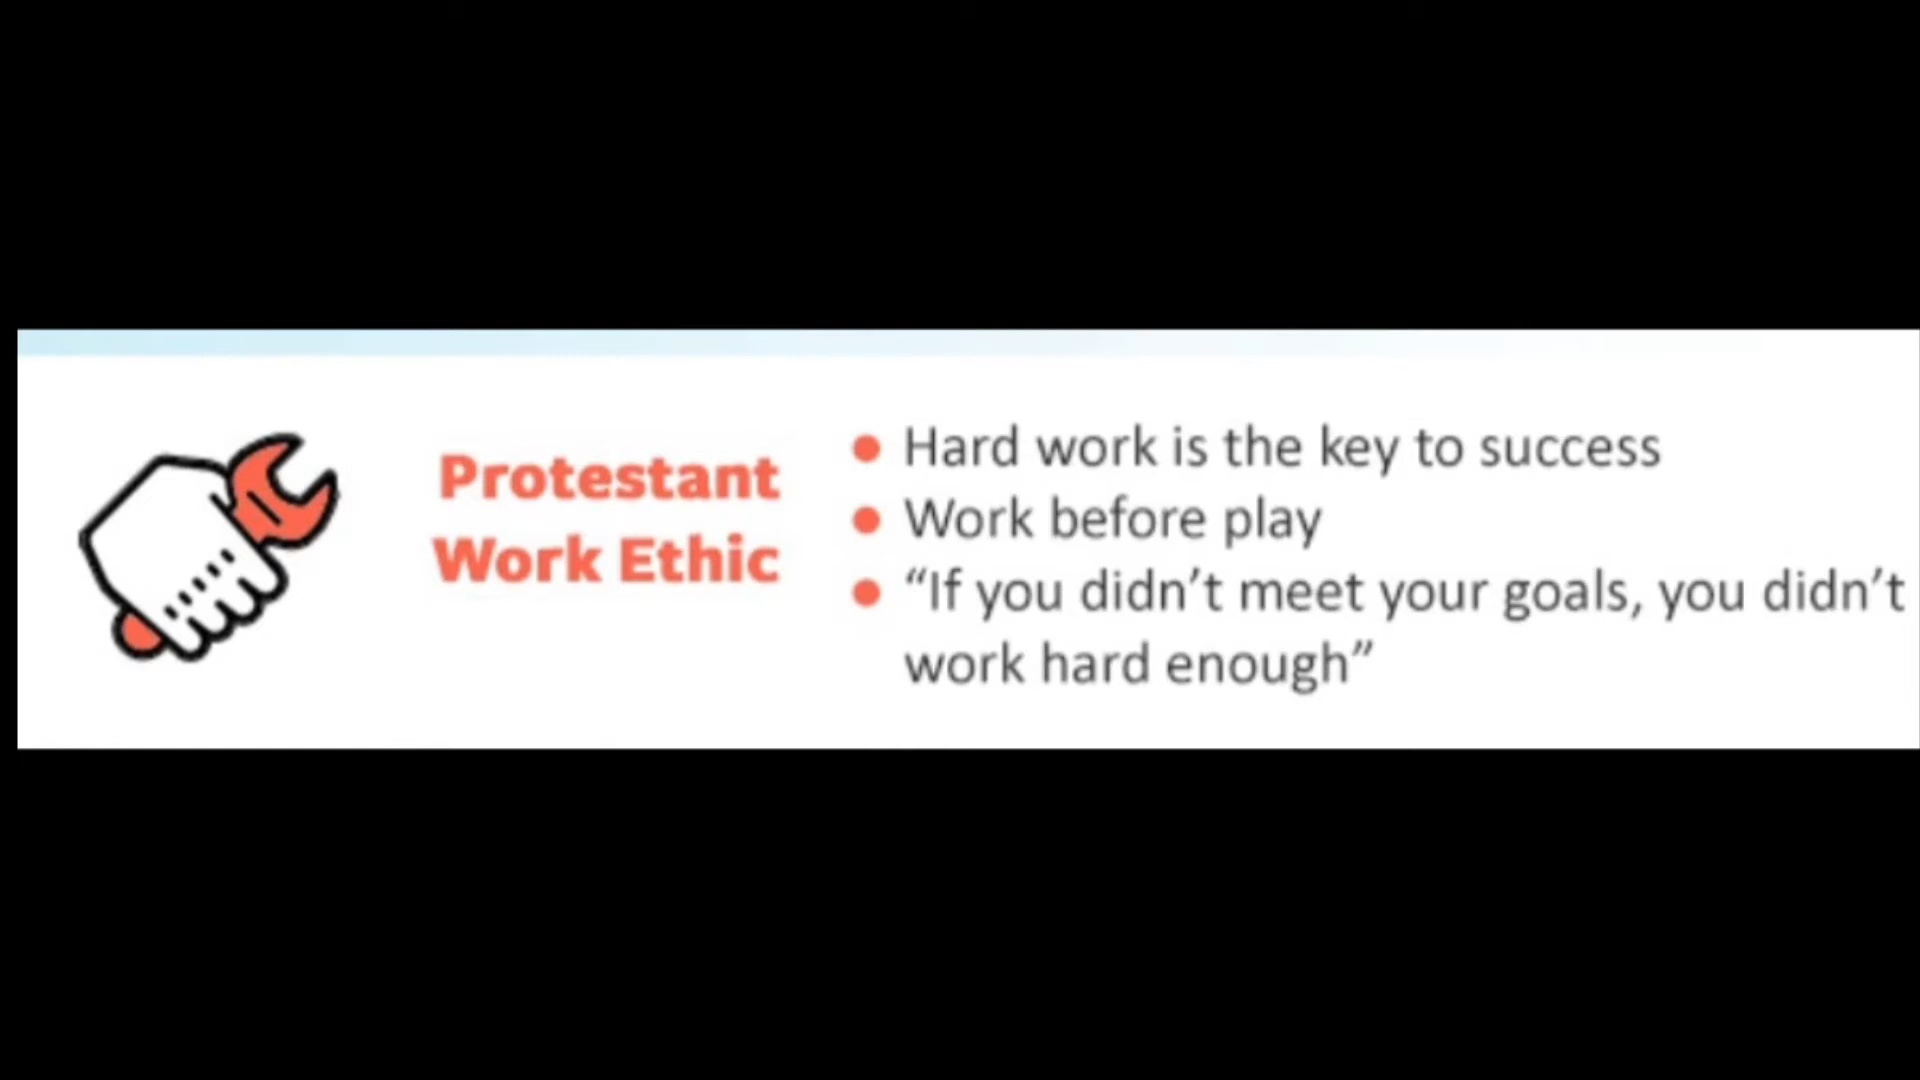 Protestant
Work Ethic
Hard work is the key to success
Work before play
“If you didn’t meet your goals, you didn’t
work hard enough”